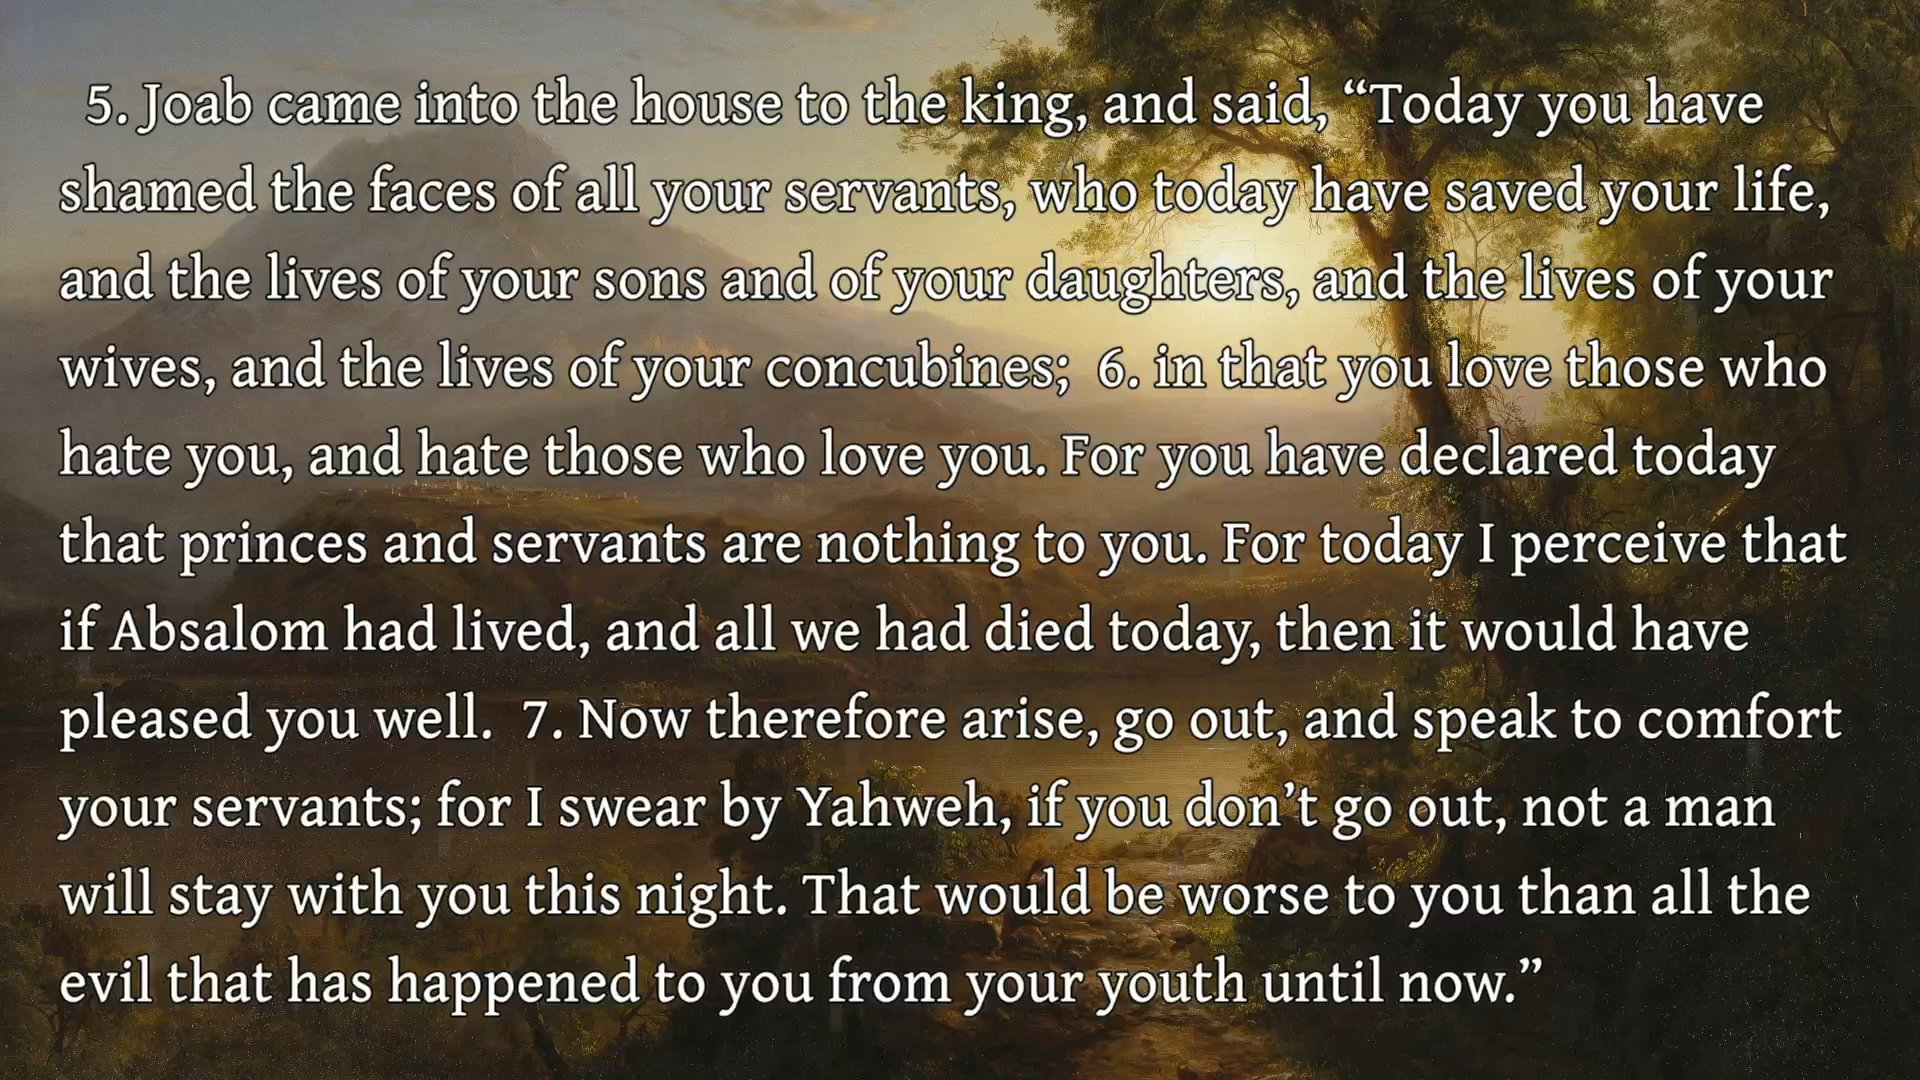 5. Joab came into the house to the king, and said, “Today you have
shamed the faces of all your servants, who today have saved your life,
and the lives of your sons and of your daughters, and the lives of your
wives, and the lives of your concubines; 6. in that you love those who
hate you, and hate those who love you. For you have declared today
that princes and servants are nothing to you. For today I perceive that
if Absalom had lived, and all we had died today, then it would have
pleased you well. 7. Now therefore arise, go out, and speak to comfort
your servants; for I swear by Yahweh, if you don’t go out, not a man
will stay with you this night. That would be worse to you than all the
evil that has happened to you from your youth until now.”